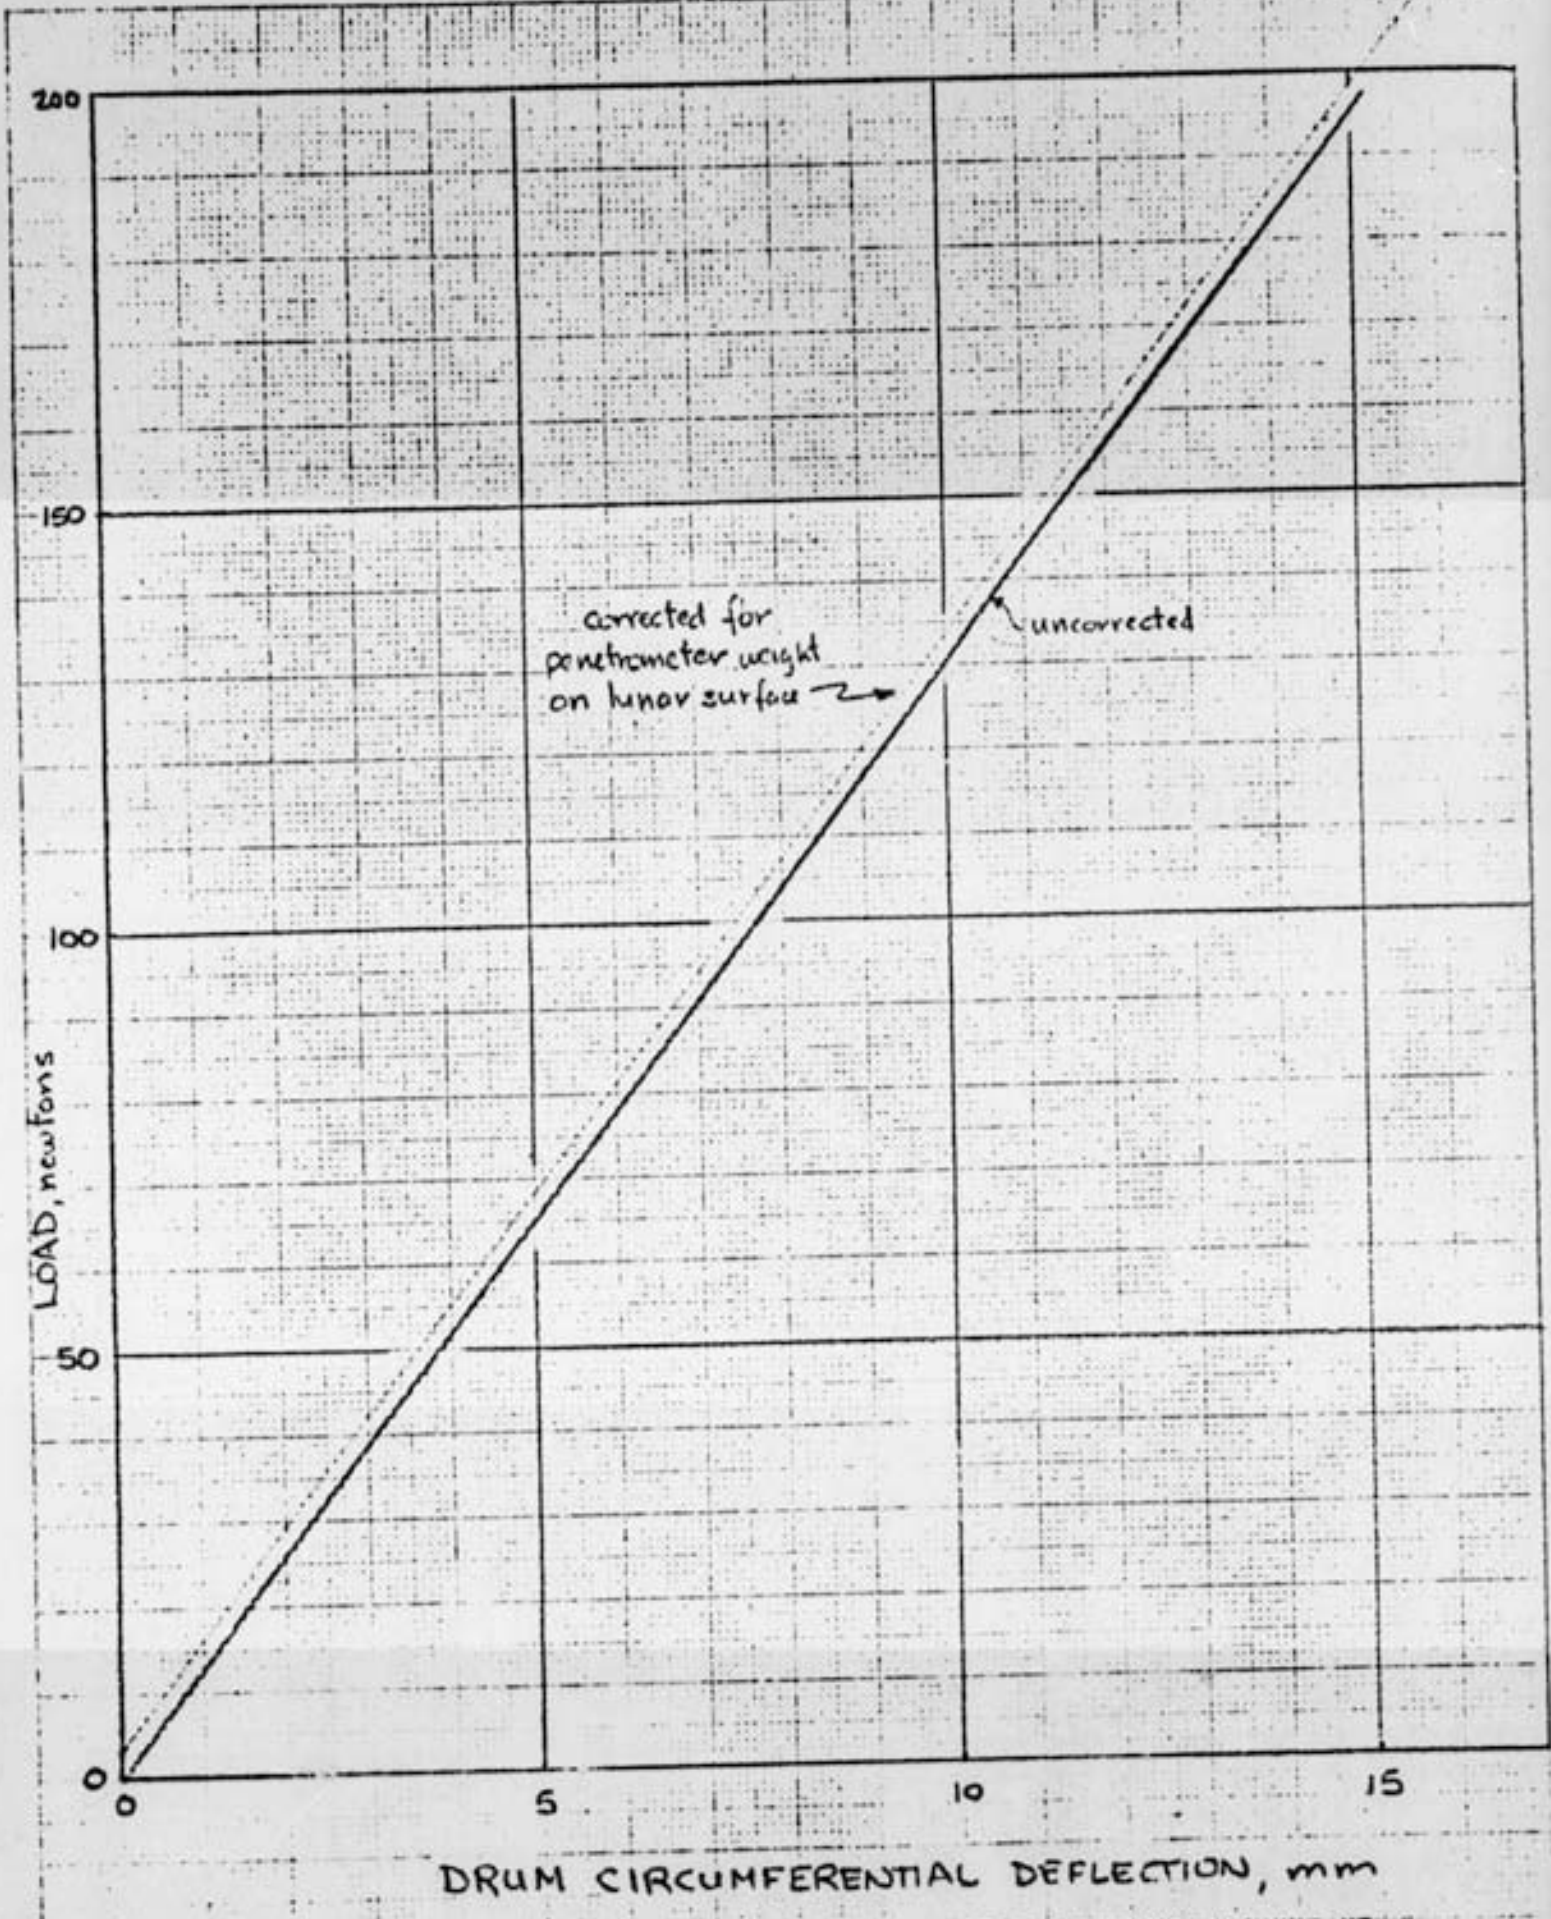 200
150
100
50
0
LOAD, newtons
corrected for
penetrometer weight
on lunar surface
uncorrected
0 5 10 15
DRUM CIRCUMFERENTIAL DEFLECTION, mm